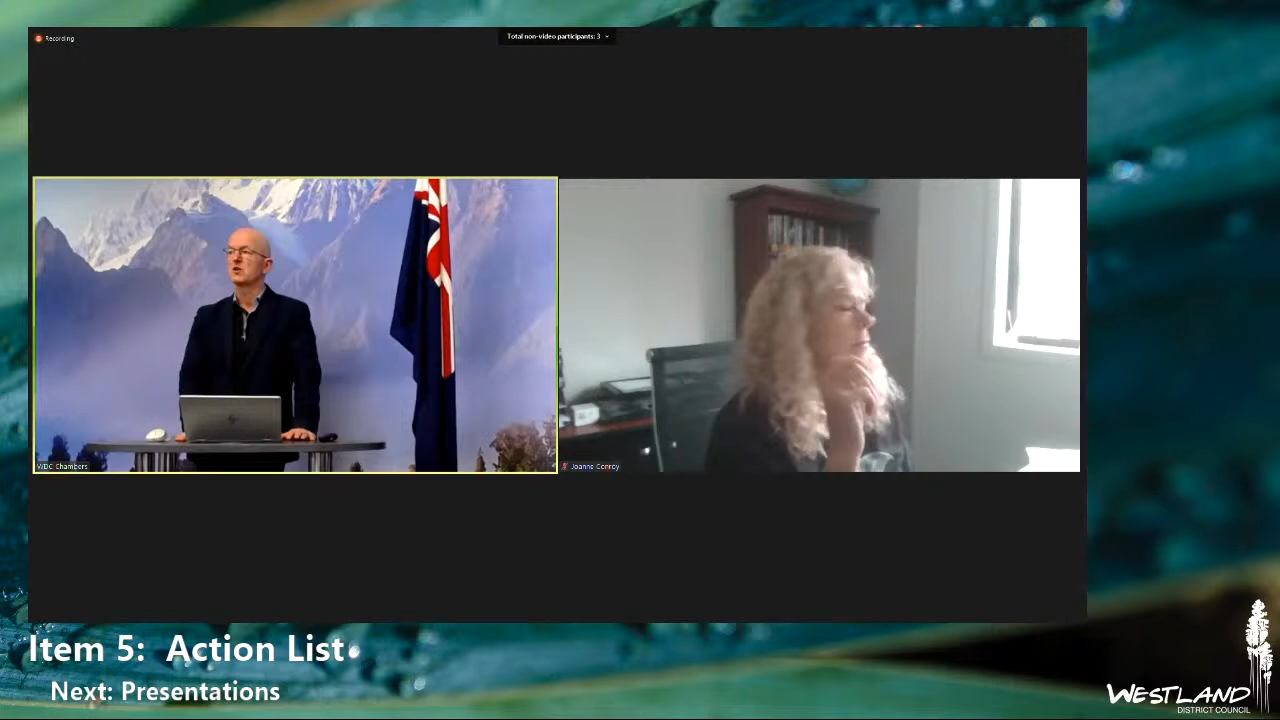 Recording
Total non-video participants: 3
WDC Chambers
Joanne Conroy
Item 5: Action List
Next: Presentations
WESTLAND
DISTRICT COUNCIL